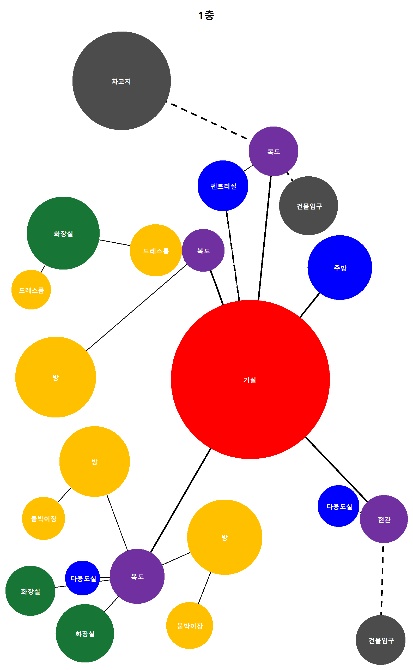 1층
차고지
복도
팬트리실
건물입구
화장실
드레스룸
복도
주방
드레스룸
방
거실
방
붙박이장
다용도실
현관
방
다용도실
복도
화장실
화장실
붙박이장
건물입구